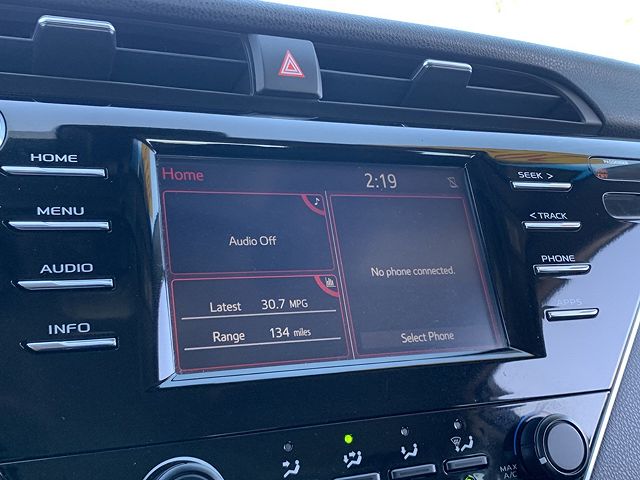 HOME
MENU
AUDIO
INFO
Home
2:19
Audio Off
Latest 30.7 MPG
Range 134 miles
No phone connected.
Select Phone
SEEK >
< TRACK
PHONE
APPS
MAX
A/C